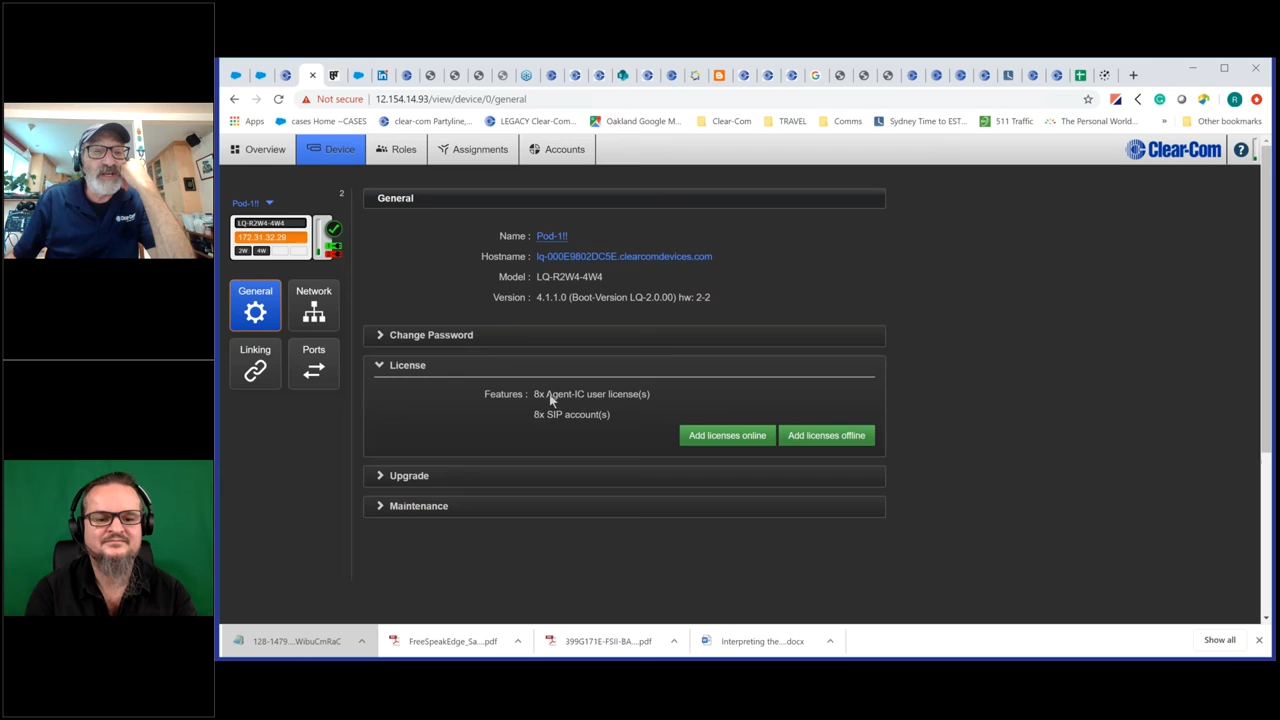 Not secure
12.154.14.93/view/device/0/general
R
Apps
cases Home ~CASES
clear-com Partyline,...
LEGACY Clear-Com...
Oakland Google M...
Clear-Com
TRAVEL
Comms
Sydney Time to EST...
511 Traffic
The Personal World...
»
Other bookmarks
Overview
Device
Roles
Assignments
Accounts
Clear-Com
?
2
Pod-1!!
LQ-R2W4-4W4
172.31.32.29
2W
4W
General
Network
Linking
Ports
General
Name : Pod-1!!
Hostname : lq-000E9802DC5E.clearcomdevices.com
Model : LQ-R2W4-4W4
Version : 4.1.1.0 (Boot-Version LQ-2.0.00) hw: 2-2
Change Password
License
Features : 8x Agent-IC user license(s)
8x SIP account(s)
Add licenses online
Add licenses offline
Upgrade
Maintenance
128-1479....WibuCmRaC
FreeSpeakEdge_Sa....pdf
399G171E-FSII-BA....pdf
Interpreting the....docx
Show all